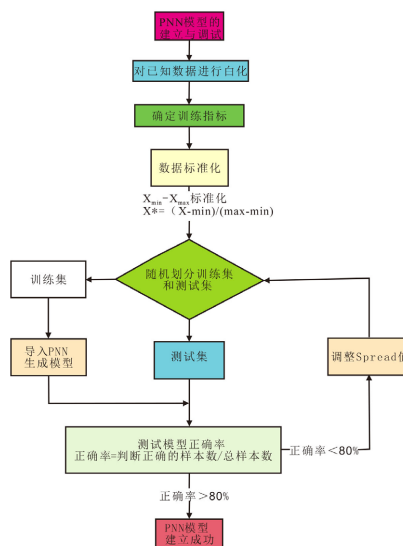 PNN模型的
建立与调试
对已知数据进行白化
确定训练指标
数据标准化
Xmin-Xmax标准化
X*=（X-min)/(max-min)
随机划分训练集
和测试集
训练集
导入PNN
生成模型
测试集
调整Spread值
测试模型正确率
正确率=判断正确的样本数/总样本数
正确率＜80%
正确率＞80%
PNN模型
建立成功